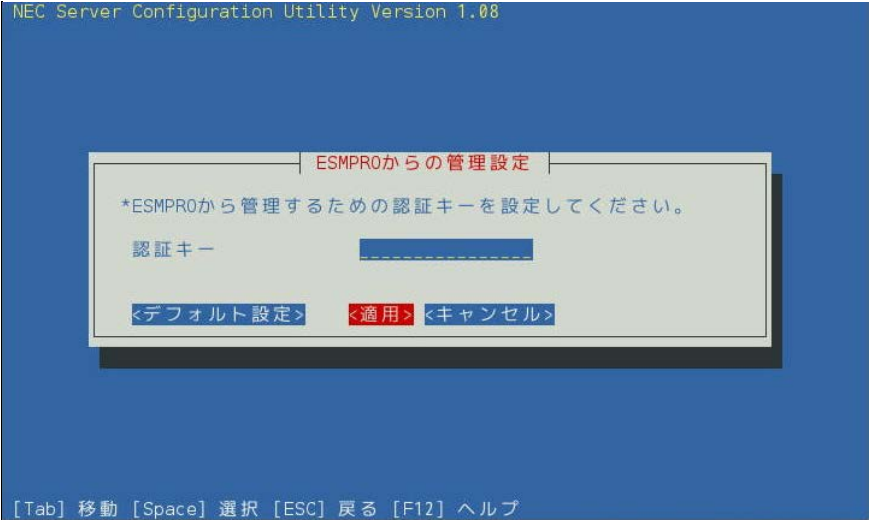 NEC Server Configuration Utility Version 1.08
ESMPROからの管理設定
*ESMPROから管理するための認証キーを設定してください。
認証キー ________________
<デフォルト設定> <適用> <キャンセル>
[Tab] 移動 [Space] 選択 [ESC] 戻る [F12] ヘルプ